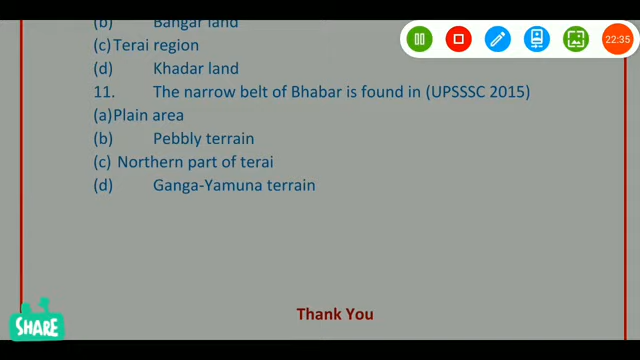 (b) Bangar land
(c) Terai region
(d) Khadar land
11. The narrow belt of Bhabar is found in (UPSSSC 2015)
(a) Plain area
(b) Pebbly terrain
(c) Northern part of terai
(d) Ganga-Yamuna terrain
Thank You
22:35
SHARE